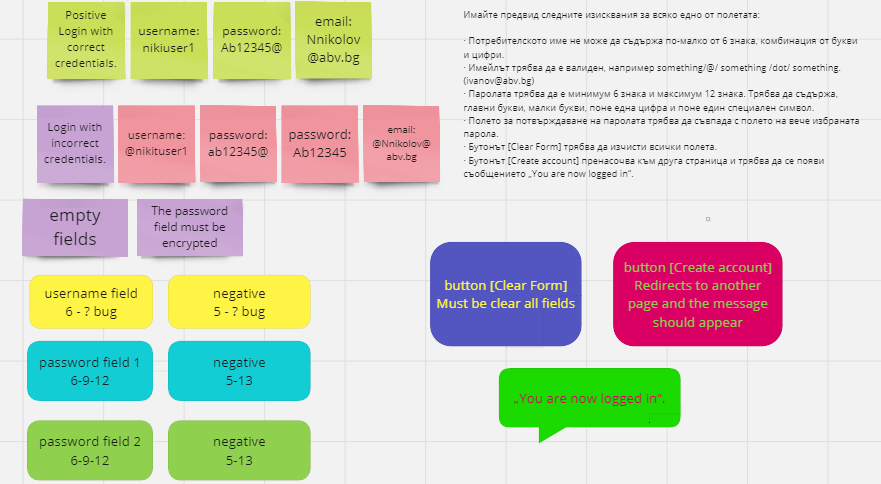 Positive
Login with
correct
credentials.
username:
nikiuser1
password:
Ab12345@
email:
Nnikolov
@abv.bg
Имайте предвид следните изисквания за всяко едно от полетата:
· Потребителското име не може да съдържа по-малко от 6 знака, комбинация от букви
и цифри.
· Имейлът трябва да е валиден, например something/@/ something /dot/ something.
(ivanov@abv.bg)
· Паролата трябва да е минимум 6 знака и максимум 12 знака. Трябва да съдържа,
главни букви, малки букви, поне една цифра и поне един специален символ.
· Полето за потвърждаване на паролата трябва да съвпада с полето на вече избраната
парола.
· Бутонът [Clear Form] трябва да изчисти всички полета.
· Бутонът [Create account] пренасочва към друга страница и трябва да се появи
съобщението „You are now logged in“.
Login with
incorrect
credentials.
username:
@nikituser1
password:
ab12345@
password:
Ab12345
email:
@Nnikolov@
abv.bg
empty
fields
The password
field must be
encrypted
username field
6 - ? bug
negative
5 - ? bug
button [Clear Form]
Must be clear all fields
button [Create account]
Redirects to another
page and the message
should appear
password field 1
6-9-12
negative
5-13
„You are now logged in“.
password field 2
6-9-12
negative
5-13